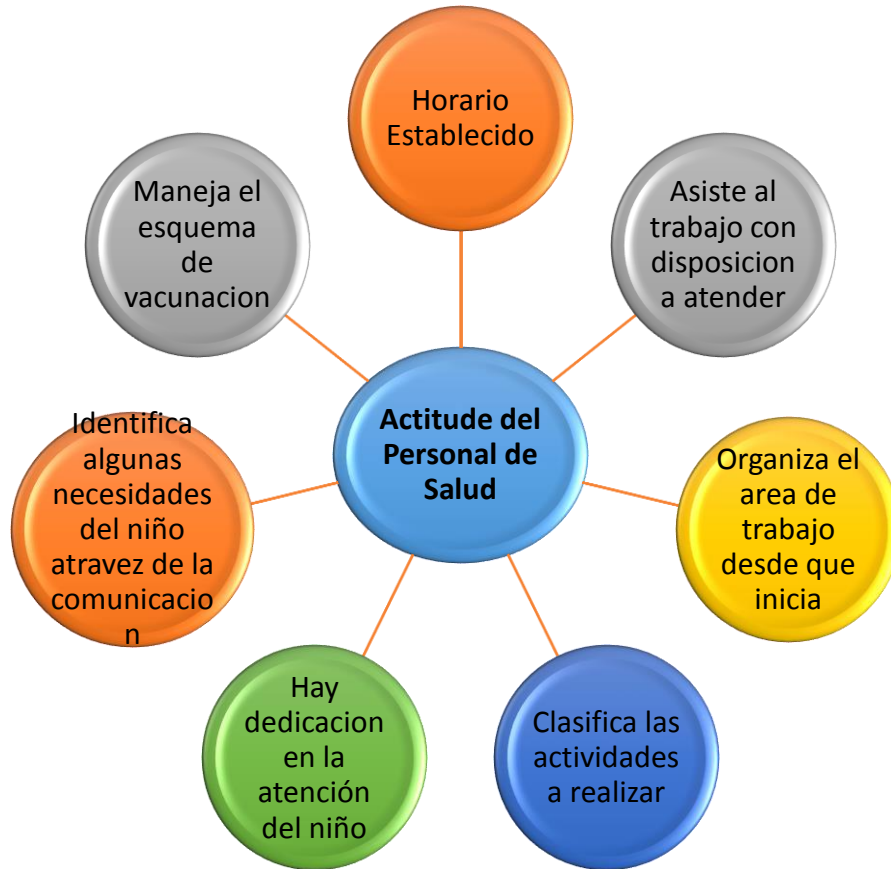 Horario
Establecido
Asiste al
trabajo con
disposicion
a atender
Organiza el
area de
trabajo
desde que
inicia
Clasifica las
actividades
a realizar
Hay
dedicacion
en la
atención
del niño
Identifica
algunas
necesidades
del niño
atravez de la
comunicacio
n
Maneja el
esquema
de
vacunacion
Actitude del
Personal de
Salud